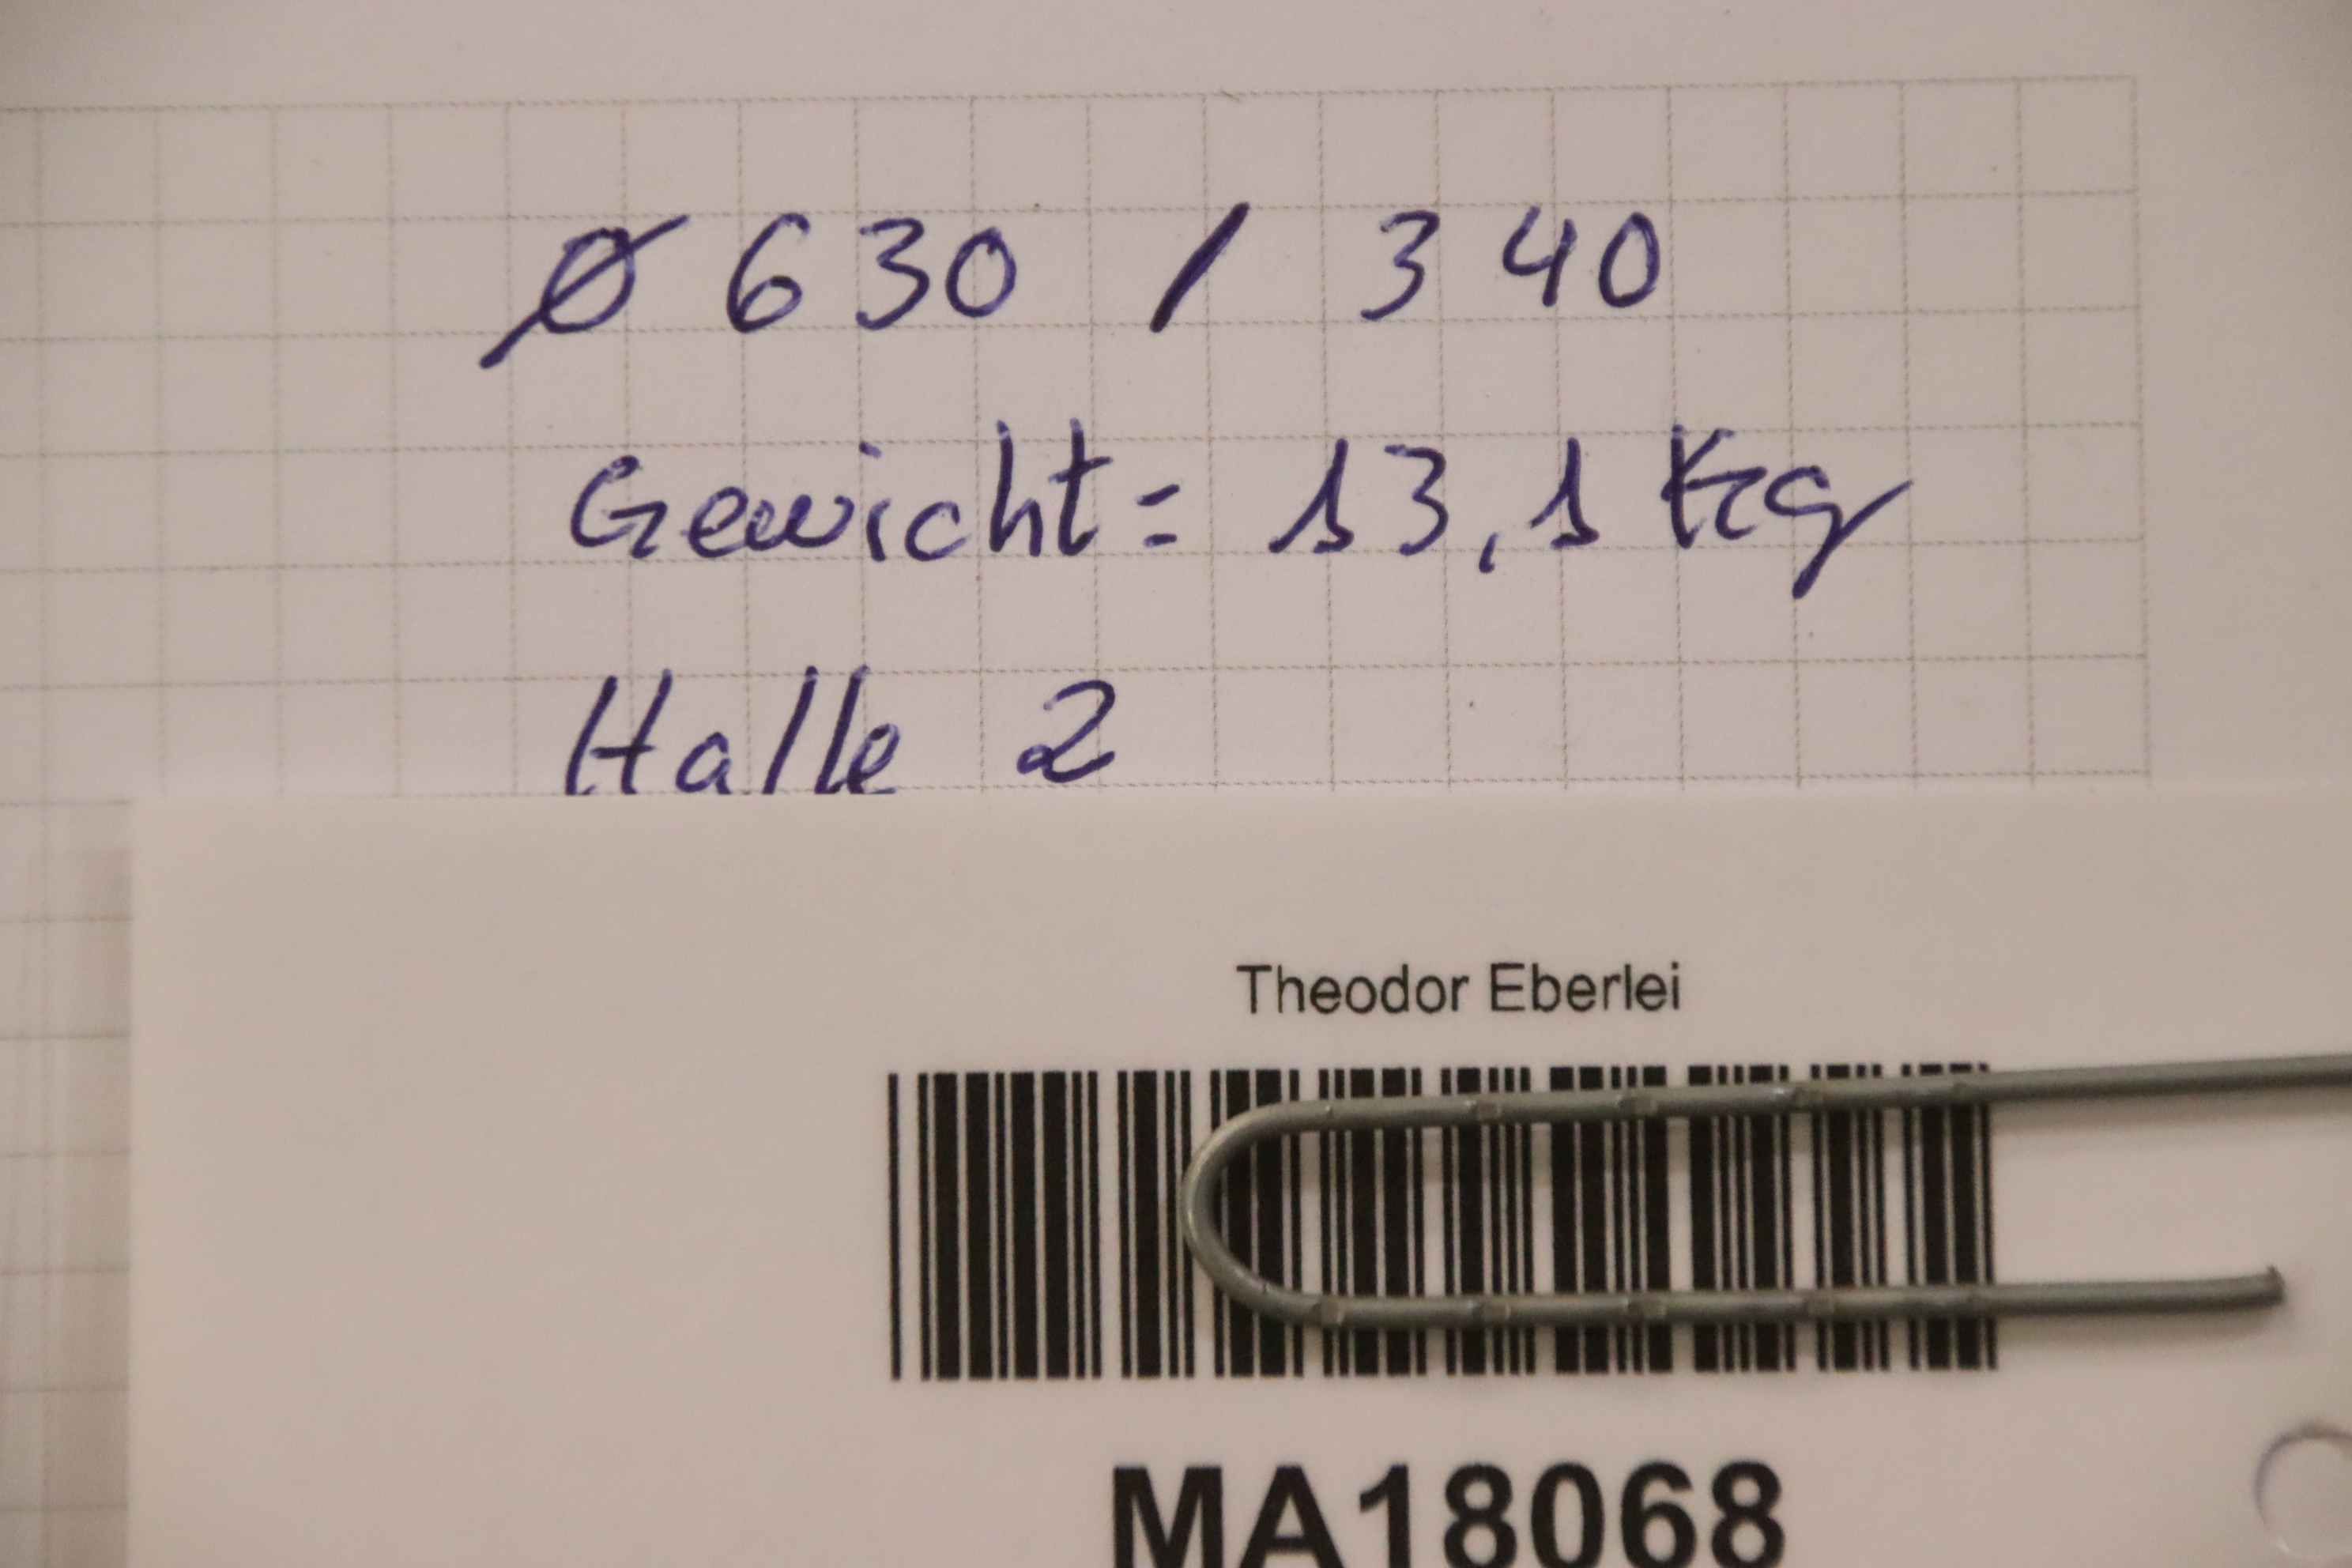 Ø 630 / 340
Gewicht = 13,1 kg
Halle 2
Theodor Eberlei
MA18068